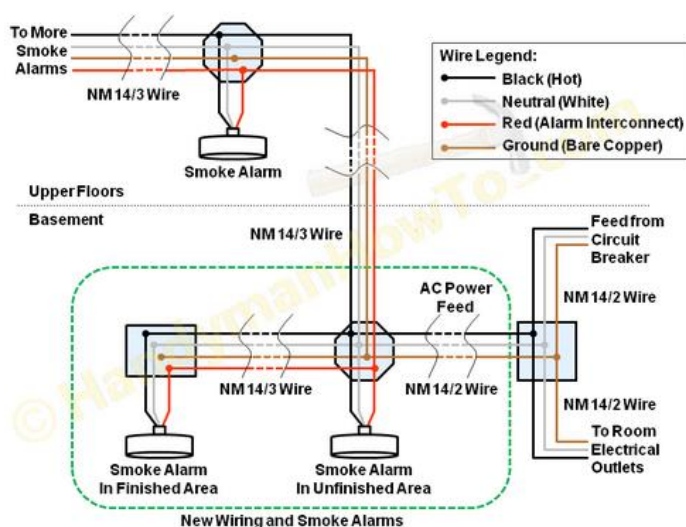 To More
Smoke
Alarms
NM 14/3 Wire
Smoke Alarm
Wire Legend:
Black (Hot)
Neutral (White)
Red (Alarm Interconnect)
Ground (Bare Copper)
Upper Floors
Basement
NM 14/3 Wire
Feed from
Circuit
Breaker
NM 14/2 Wire
AC Power
Feed
NM 14/3 Wire
NM 14/2 Wire
NM 14/2 Wire
To Room
Electrical
Outlets
Smoke Alarm
In Finished Area
Smoke Alarm
In Unfinished Area
New Wiring and Smoke Alarms
© HandymanHowTo.com